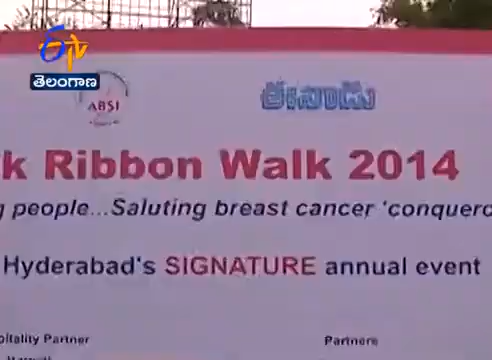 ETV
తెలంగాణ
ABSI
ఈనాడు
k Ribbon Walk 2014
g people...Saluting breast cancer 'conquero
Hyderabad's SIGNATURE annual event
pitality Partner
Partners